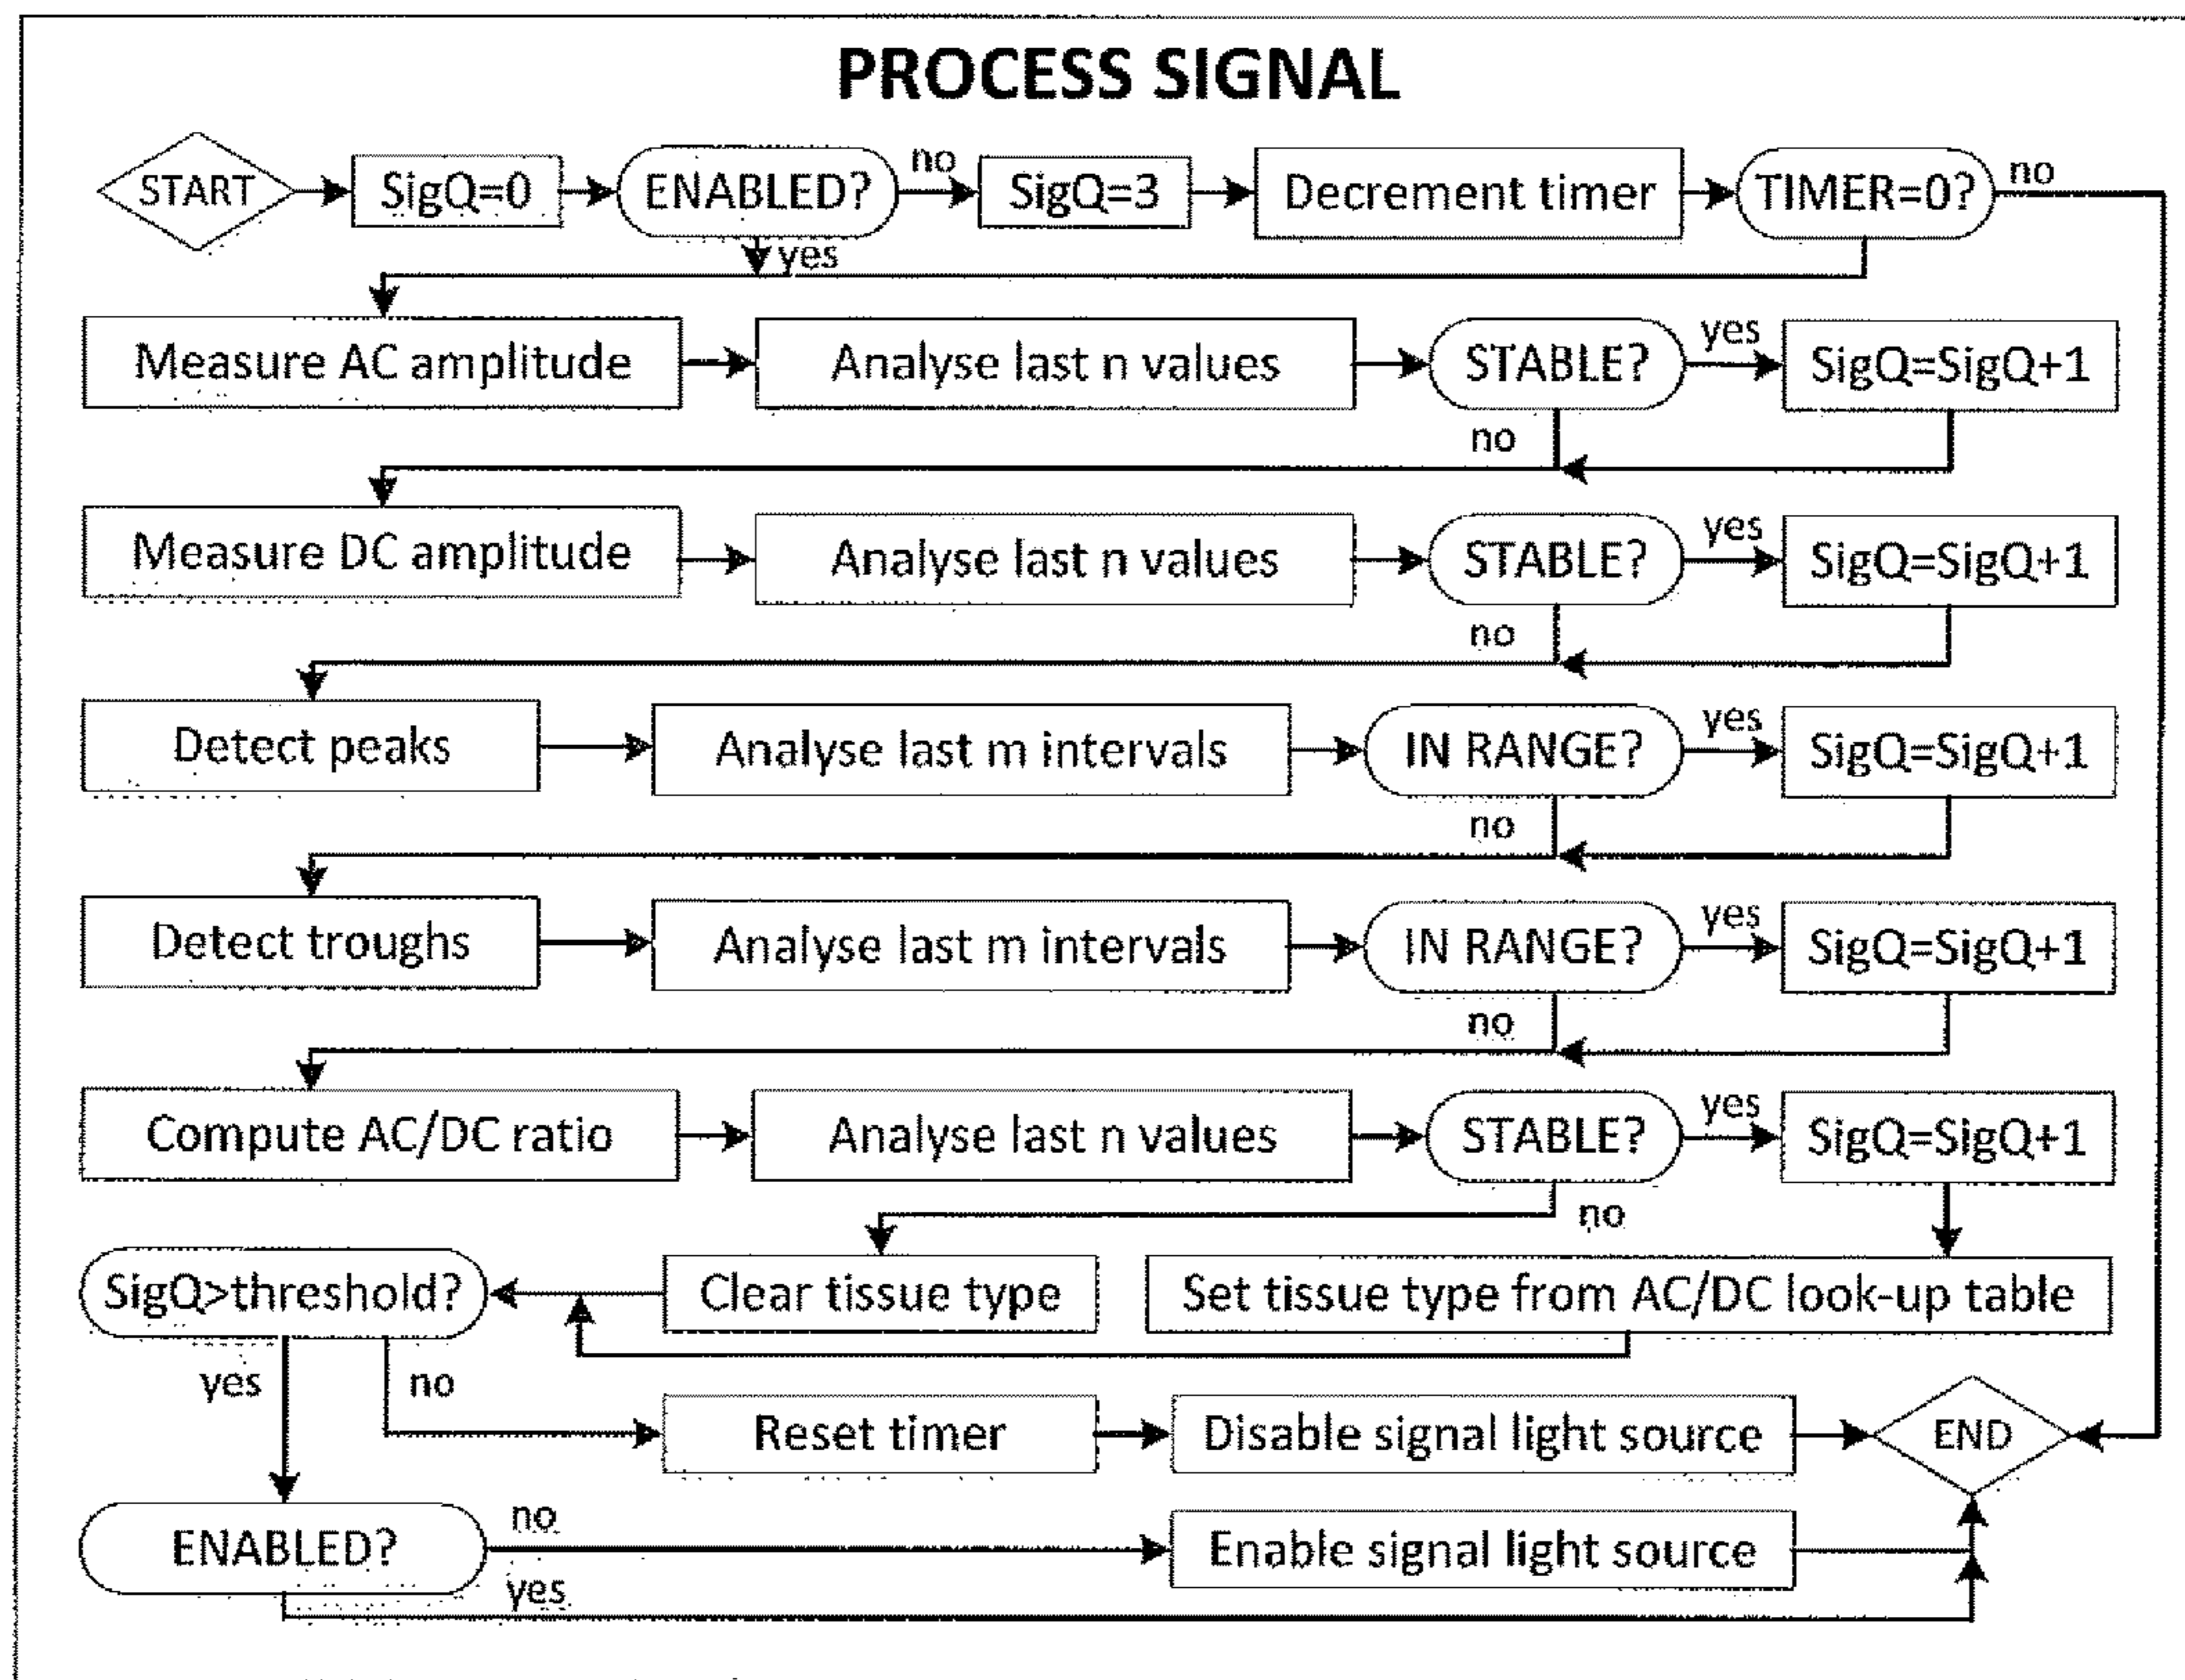 PROCESS SIGNAL
START
SigQ=0
ENABLED?
no
SigQ=3
Decrement timer
TIMER=0?
no
yes
Measure AC amplitude
Analyse last n values
STABLE?
yes
SigQ=SigQ+1
no
Measure DC amplitude
Analyse last n values
STABLE?
yes
SigQ=SigQ+1
no
Detect peaks
Analyse last m intervals
IN RANGE?
yes
SigQ=SigQ+1
no
Detect troughs
Analyse last m intervals
IN RANGE?
yes
SigQ=SigQ+1
no
Compute AC/DC ratio
Analyse last n values
STABLE?
yes
SigQ=SigQ+1
no
SigQ>threshold?
Clear tissue type
Set tissue type from AC/DC look-up table
yes
no
Reset timer
Disable signal light source
END
ENABLED?
no
Enable signal light source
yes